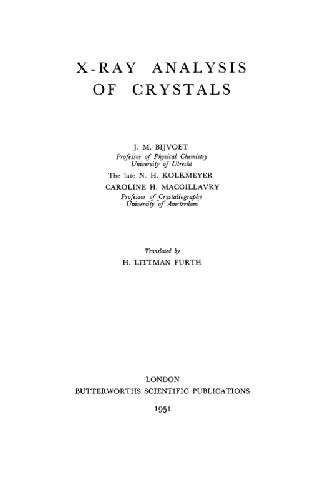 X-RAY ANALYSIS
OF CRYSTALS
J. M. BIJVOET
Professor of Physical Chemistry
University of Utrecht
The late N. H. KOLKMEYER
CAROLINE H. MACGILLAVRY
Professor of Crystallography
University of Amsterdam
Translated by
H. LITTMAN FURTH
LONDON
BUTTERWORTHS SCIENTIFIC PUBLICATIONS
1951